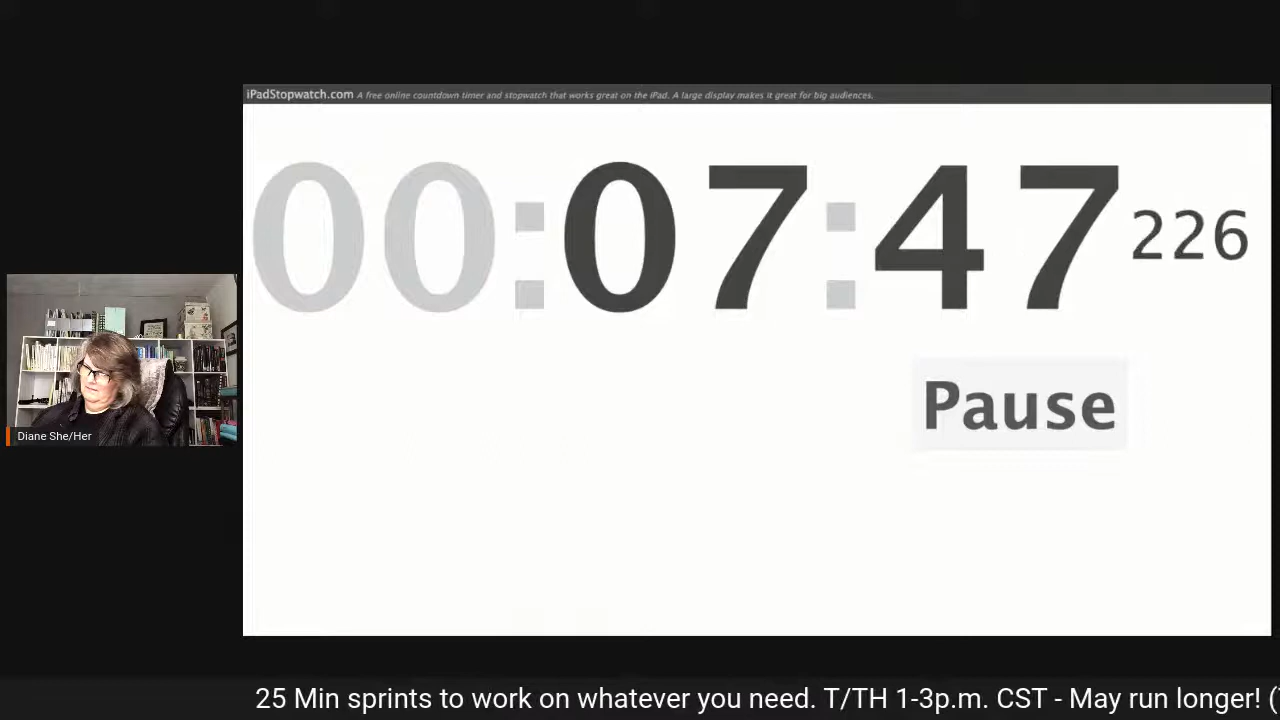 iPadStopwatch.com A free online countdown timer and stopwatch that works great on the iPad. A large display makes it great for big audiences.
00:07:47 226
Pause
Diane She/Her
25 Min sprints to work on whatever you need. T/TH 1-3p.m. CST - May run longer! (